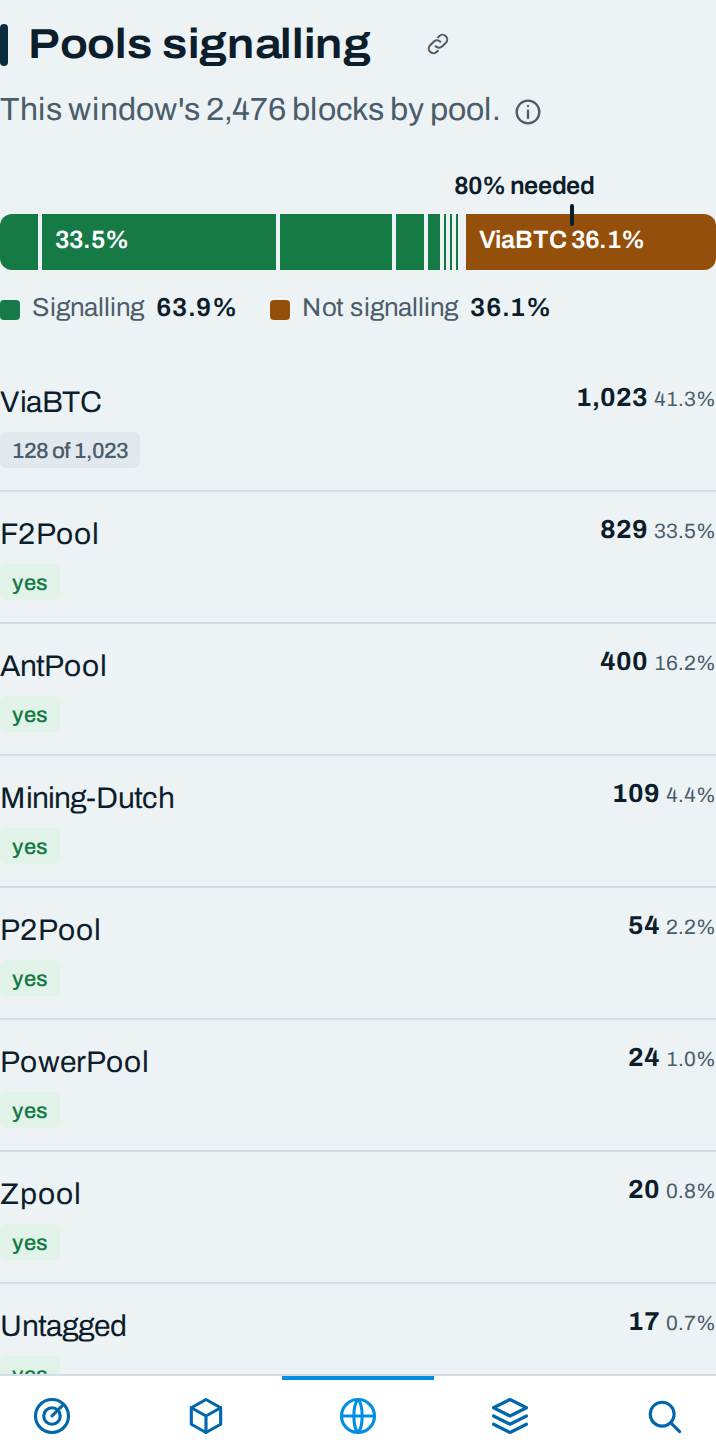 Pools signalling
This window's 2,476 blocks by pool.
80% needed
33.5%
ViaBTC 36.1%
Signalling 63.9%
Not signalling 36.1%
ViaBTC
1,023 41.3%
128 of 1,023
F2Pool
829 33.5%
yes
AntPool
400 16.2%
yes
Mining-Dutch
109 4.4%
yes
P2Pool
54 2.2%
yes
PowerPool
24 1.0%
yes
Zpool
20 0.8%
yes
Untagged
17 0.7%
yes